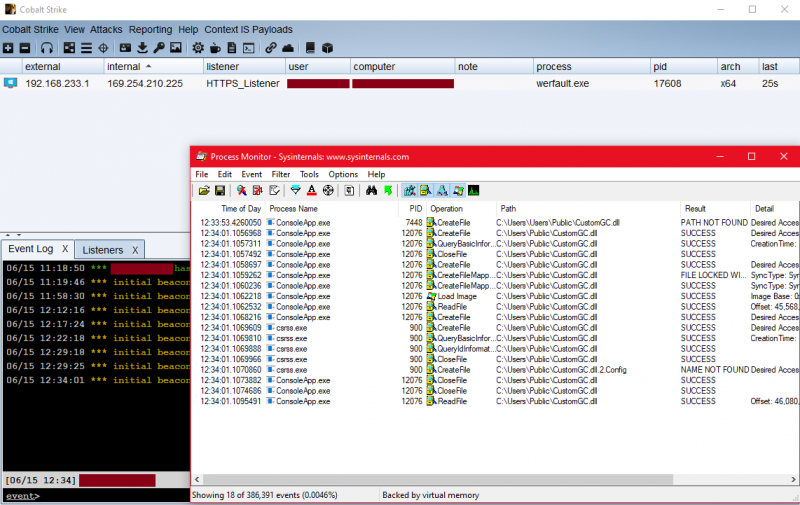 Cobalt Strike
Cobalt Strike View Attacks Reporting Help Context IS Payloads
external internal listener user computer note process pid arch last
192.168.233.1 169.254.210.225 HTTPS_Listener werfault.exe 17608 x64 25s
Process Monitor - Sysinternals: www.sysinternals.com
File Edit Event Filter Tools Options Help
Time of Day Process Name PID Operation Path Result Detail
12:33:53.4260050 ConsoleApp.exe 7448 CreateFile C:\Users\Users\Public\CustomGC.dll PATH NOT FOUND Desired Acces
12:34:01.1056968 ConsoleApp.exe 12076 CreateFile C:\Users\Public\CustomGC.dll SUCCESS Desired Acces
12:34:01.1057311 ConsoleApp.exe 12076 QueryBasicInfor... C:\Users\Public\CustomGC.dll SUCCESS CreationTime:
12:34:01.1057492 ConsoleApp.exe 12076 CloseFile C:\Users\Public\CustomGC.dll SUCCESS
12:34:01.1058697 ConsoleApp.exe 12076 CreateFile C:\Users\Public\CustomGC.dll SUCCESS Desired Acces
12:34:01.1059262 ConsoleApp.exe 12076 CreateFileMapp... C:\Users\Public\CustomGC.dll FILE LOCKED WI... SyncType: Syn
12:34:01.1060236 ConsoleApp.exe 12076 CreateFileMapp... C:\Users\Public\CustomGC.dll SUCCESS SyncType: Syn
12:34:01.1062218 ConsoleApp.exe 12076 Load Image C:\Users\Public\CustomGC.dll SUCCESS Image Base: 0x
12:34:01.1062532 ConsoleApp.exe 12076 ReadFile C:\Users\Public\CustomGC.dll SUCCESS Offset: 45,568,
12:34:01.1068216 ConsoleApp.exe 12076 CreateFile C:\Users\Public\CustomGC.dll SUCCESS Desired Acces
12:34:01.1069609 csrss.exe 900 CreateFile C:\Users\Public\CustomGC.dll SUCCESS Desired Acces
12:34:01.1069810 csrss.exe 900 QueryBasicInfor... C:\Users\Public\CustomGC.dll SUCCESS CreationTime:
12:34:01.1069888 csrss.exe 900 QueryIdInformat... C:\Users\Public\CustomGC.dll SUCCESS
12:34:01.1069966 csrss.exe 900 CloseFile C:\Users\Public\CustomGC.dll SUCCESS
12:34:01.1070860 csrss.exe 900 CreateFile C:\Users\Public\CustomGC.dll.2.Config NAME NOT FOUND Desired Acces
12:34:01.1073882 ConsoleApp.exe 12076 CloseFile C:\Users\Public\CustomGC.dll SUCCESS
12:34:01.1074686 ConsoleApp.exe 12076 CloseFile C:\Users\Public\CustomGC.dll SUCCESS
12:34:01.1095491 ConsoleApp.exe 12076 ReadFile C:\Users\Public\CustomGC.dll SUCCESS Offset: 46,080,
Showing 18 of 386,391 events (0.0046%) Backed by virtual memory
Event Log X Listeners X
06/15 11:18:50 *** has
06/15 11:19:46 *** initial beacon
06/15 11:58:30 *** initial beacon
06/15 12:12:16 *** initial beacon
06/15 12:17:24 *** initial beacon
06/15 12:22:18 *** initial beacon
06/15 12:29:18 *** initial beacon
06/15 12:29:25 *** initial beacon
06/15 12:34:01 *** initial beacon
[06/15 12:34]
event>